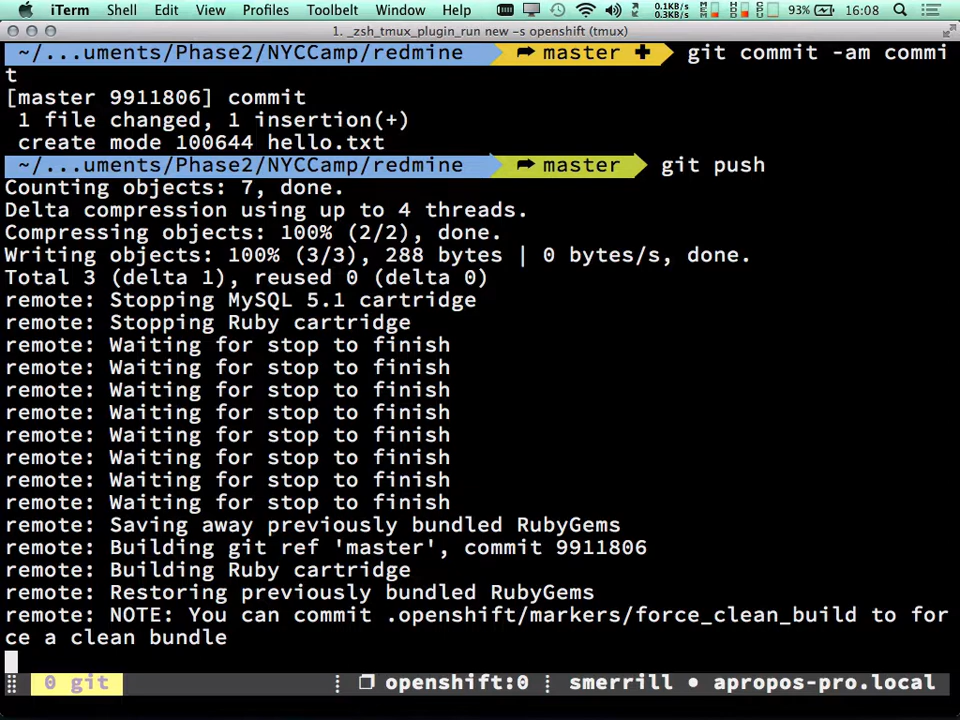 iTerm Shell Edit View Profiles Toolbelt Window Help 0.1KB/s 0.3KB/s 93% 16:08
1. _zsh_tmux_plugin_run new -s openshift (tmux)
~/...uments/Phase2/NYCCamp/redmine master git commit -am commi
t
[master 9911806] commit
1 file changed, 1 insertion(+)
create mode 100644 hello.txt
~/...uments/Phase2/NYCCamp/redmine master git push
Counting objects: 7, done.
Delta compression using up to 4 threads.
Compressing objects: 100% (2/2), done.
Writing objects: 100% (3/3), 288 bytes | 0 bytes/s, done.
Total 3 (delta 1), reused 0 (delta 0)
remote: Stopping MySQL 5.1 cartridge
remote: Stopping Ruby cartridge
remote: Waiting for stop to finish
remote: Waiting for stop to finish
remote: Waiting for stop to finish
remote: Waiting for stop to finish
remote: Waiting for stop to finish
remote: Waiting for stop to finish
remote: Waiting for stop to finish
remote: Waiting for stop to finish
remote: Saving away previously bundled RubyGems
remote: Building git ref 'master', commit 9911806
remote: Building Ruby cartridge
remote: Restoring previously bundled RubyGems
remote: NOTE: You can commit .openshift/markers/force_clean_build to for
ce a clean bundle
0 git openshift:0 smerrill • apropos-pro.local